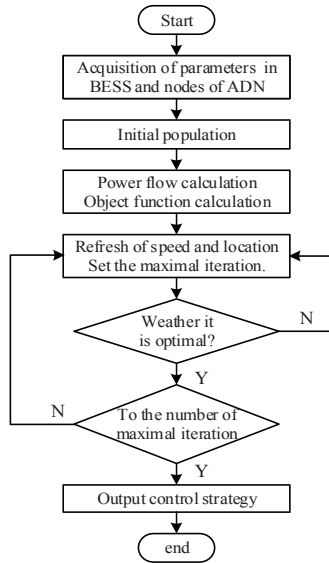 Start
Acquisition of parameters in
BESS and nodes of ADN
Initial population
Power flow calculation
Object function calculation
Refresh of speed and location
Set the maximal iteration.
Weather it
is optimal?
N
Y
N
To the number of
maximal iteration
Y
Output control strategy
end